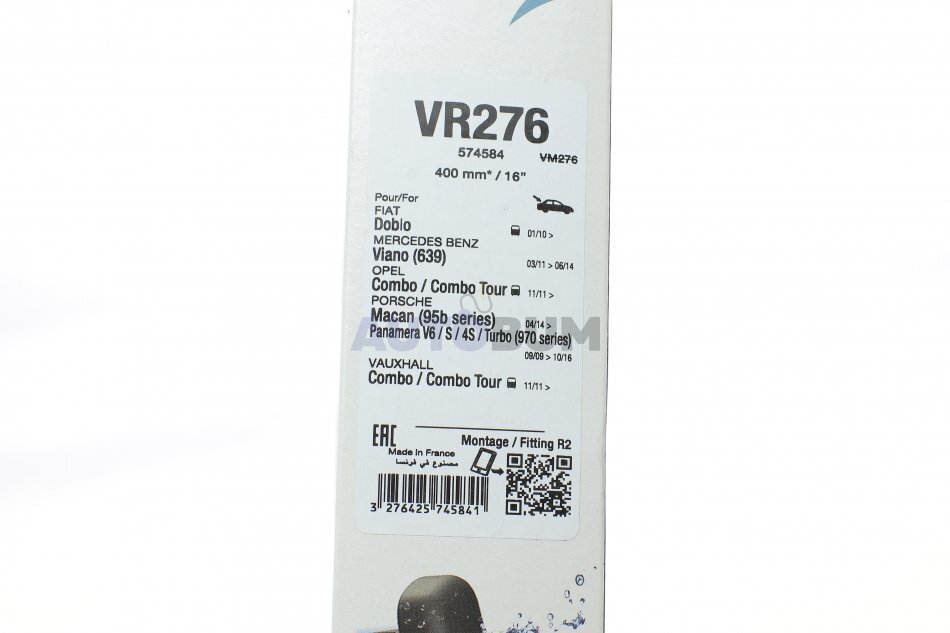 VR276
574584 VM276
400 mm* / 16”
Pour/For
FIAT
Doblo 01/10 >
MERCEDES BENZ
Viano (639) 03/11 > 06/14
OPEL
Combo / Combo Tour 11/11 >
PORSCHE
Macan (95b series) 04/14 >
Panamera V6 / S / 4S / Turbo (970 series)
09/09 > 10/16
AUTOBUM
VAUXHALL
Combo / Combo Tour 11/11 >
EAC Montage / Fitting R2
Made in France
مصنوع في فرنسا
3 276425 745841